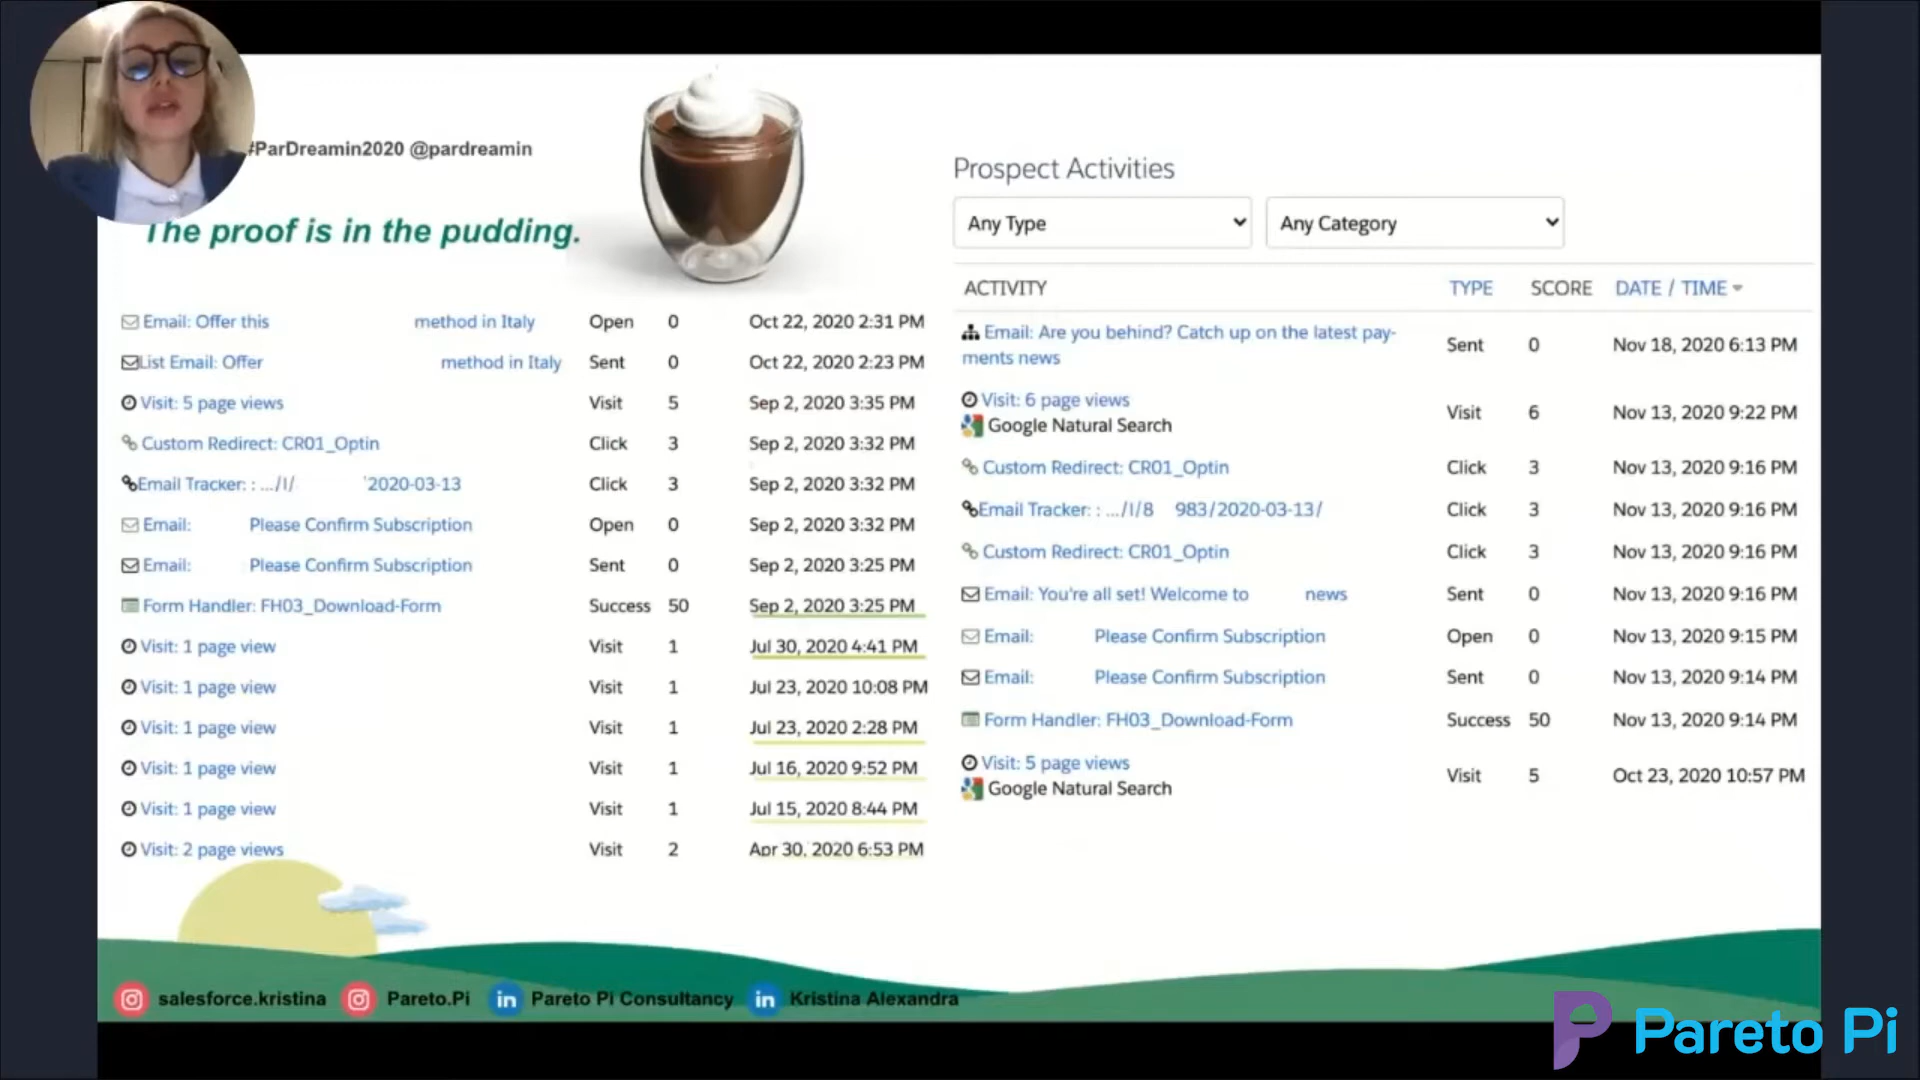 #ParDreamin2020 @pardreamin
The proof is in the pudding.
Email: Offer this method in Italy Open 0 Oct 22, 2020 2:31 PM
List Email: Offer method in Italy Sent 0 Oct 22, 2020 2:23 PM
Visit: 5 page views Visit 5 Sep 2, 2020 3:35 PM
Custom Redirect: CR01_Optin Click 3 Sep 2, 2020 3:32 PM
Email Tracker: : .../l/ 2020-03-13 Click 3 Sep 2, 2020 3:32 PM
Email: Please Confirm Subscription Open 0 Sep 2, 2020 3:32 PM
Email: Please Confirm Subscription Sent 0 Sep 2, 2020 3:25 PM
Form Handler: FH03_Download-Form Success 50 Sep 2, 2020 3:25 PM
Visit: 1 page view Visit 1 Jul 30, 2020 4:41 PM
Visit: 1 page view Visit 1 Jul 23, 2020 10:08 PM
Visit: 1 page view Visit 1 Jul 23, 2020 2:28 PM
Visit: 1 page view Visit 1 Jul 16, 2020 9:52 PM
Visit: 1 page view Visit 1 Jul 15, 2020 8:44 PM
Visit: 2 page views Visit 2 Apr 30, 2020 6:53 PM
Prospect Activities
Any Type Any Category
ACTIVITY TYPE SCORE DATE / TIME
Email: Are you behind? Catch up on the latest pay-
ments news Sent 0 Nov 18, 2020 6:13 PM
Visit: 6 page views Visit 6 Nov 13, 2020 9:22 PM
Google Natural Search
Custom Redirect: CR01_Optin Click 3 Nov 13, 2020 9:16 PM
Email Tracker: : .../l/8 983/2020-03-13/ Click 3 Nov 13, 2020 9:16 PM
Custom Redirect: CR01_Optin Click 3 Nov 13, 2020 9:16 PM
Email: You're all set! Welcome to news Sent 0 Nov 13, 2020 9:16 PM
Email: Please Confirm Subscription Open 0 Nov 13, 2020 9:15 PM
Email: Please Confirm Subscription Sent 0 Nov 13, 2020 9:14 PM
Form Handler: FH03_Download-Form Success 50 Nov 13, 2020 9:14 PM
Visit: 5 page views Visit 5 Oct 23, 2020 10:57 PM
Google Natural Search
salesforce.kristina Pareto.Pi Pareto Pi Consultancy Kristina Alexandra
Pareto Pi